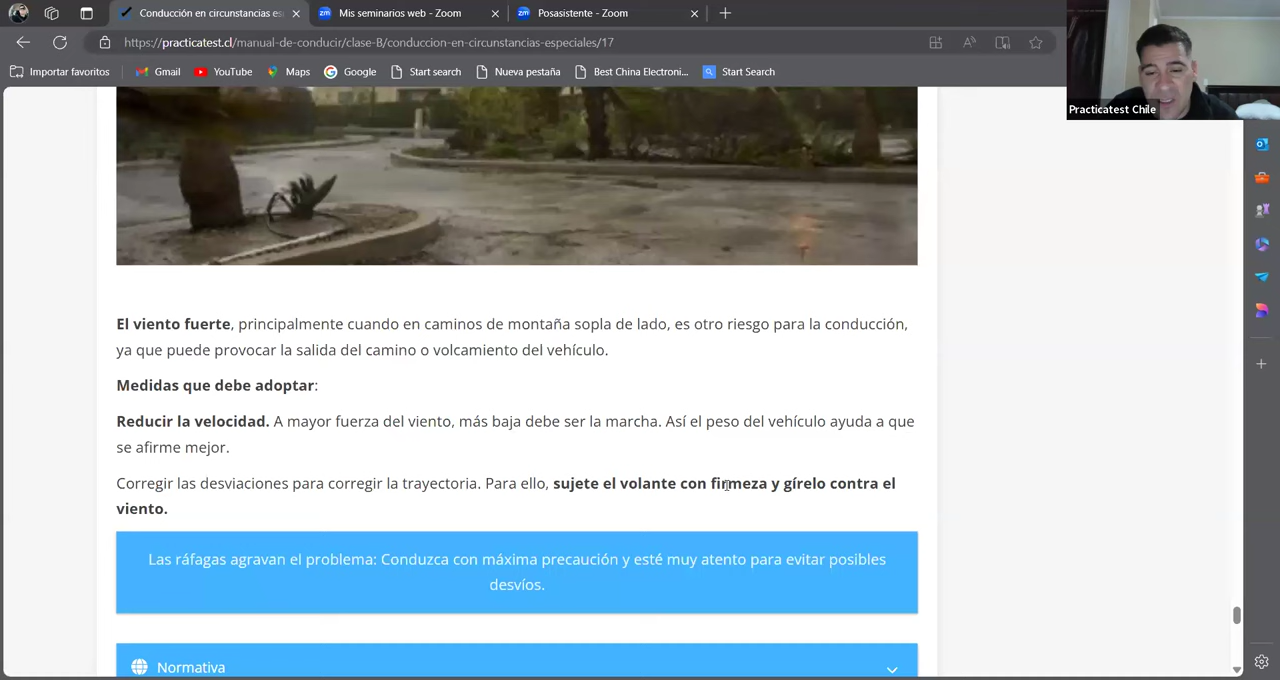 Conducción en circunstancias es
Mis seminarios web - Zoom
Posasistente - Zoom
https://practicatest.cl/manual-de-conducir/clase-B/conduccion-en-circunstancias-especiales/17
Importar favoritos
Gmail
YouTube
Maps
Google
Start search
Nueva pestaña
Best China Electroni...
Start Search
Practicatest Chile
El viento fuerte, principalmente cuando en caminos de montaña sopla de lado, es otro riesgo para la conducción,
ya que puede provocar la salida del camino o volcamiento del vehículo.
Medidas que debe adoptar:
Reducir la velocidad. A mayor fuerza del viento, más baja debe ser la marcha. Así el peso del vehículo ayuda a que
se afirme mejor.
Corregir las desviaciones para corregir la trayectoria. Para ello, sujete el volante con firmeza y gírelo contra el
viento.
Las ráfagas agravan el problema: Conduzca con máxima precaución y esté muy atento para evitar posibles
desvíos.
Normativa